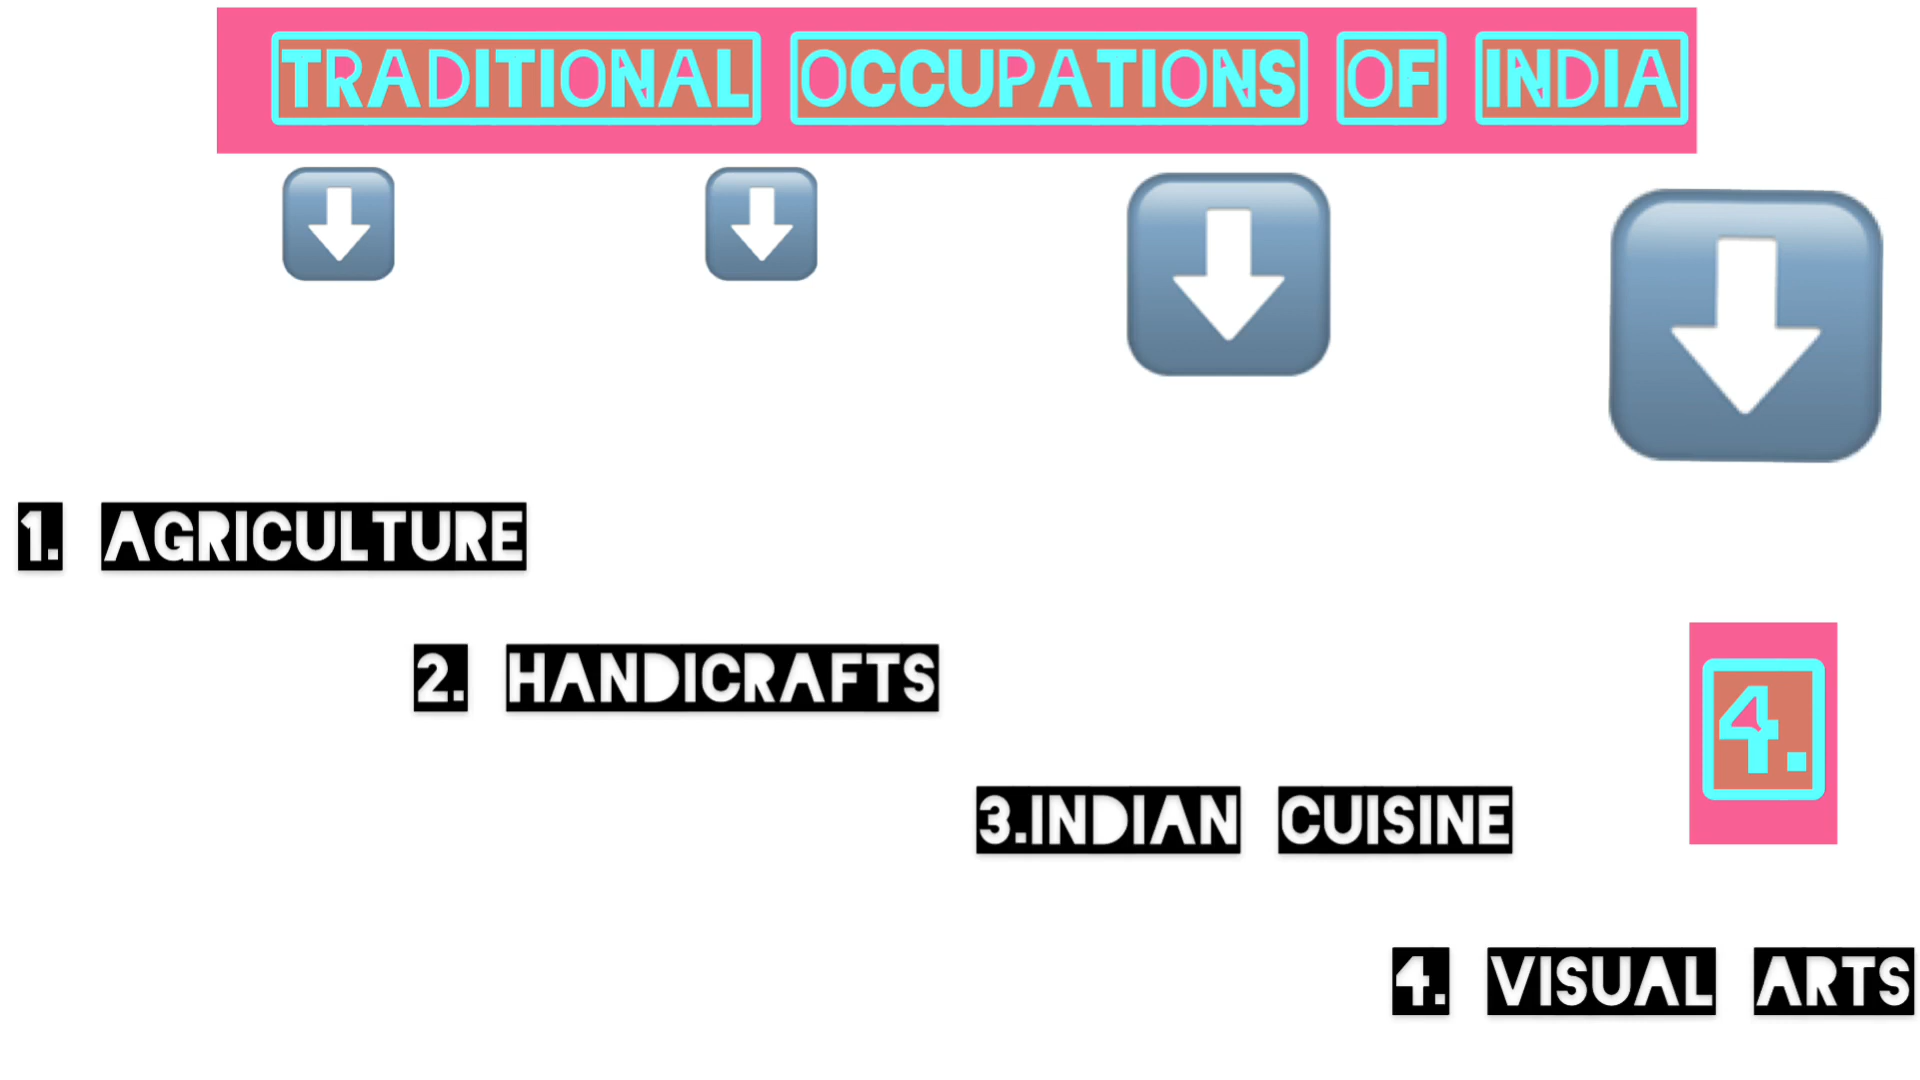 TRADITIONAL OCCUPATIONS OF INDIA
1. AGRICULTURE
2. HANDICRAFTS
4.
3.INDIAN CUISINE
4. VISUAL ARTS